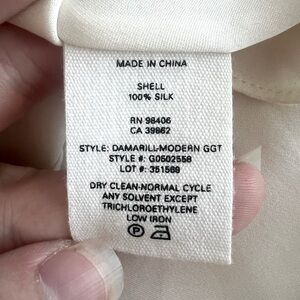 MADE IN CHINA
SHELL
100% SILK
RN 98406
CA 39862
STYLE: DAMARILL-MODERN GGT
STYLE #: G0502558
LOT #: 351569
DRY CLEAN-NORMAL CYCLE
ANY SOLVENT EXCEPT
TRICHLOROETHYLENE
LOW IRON
P